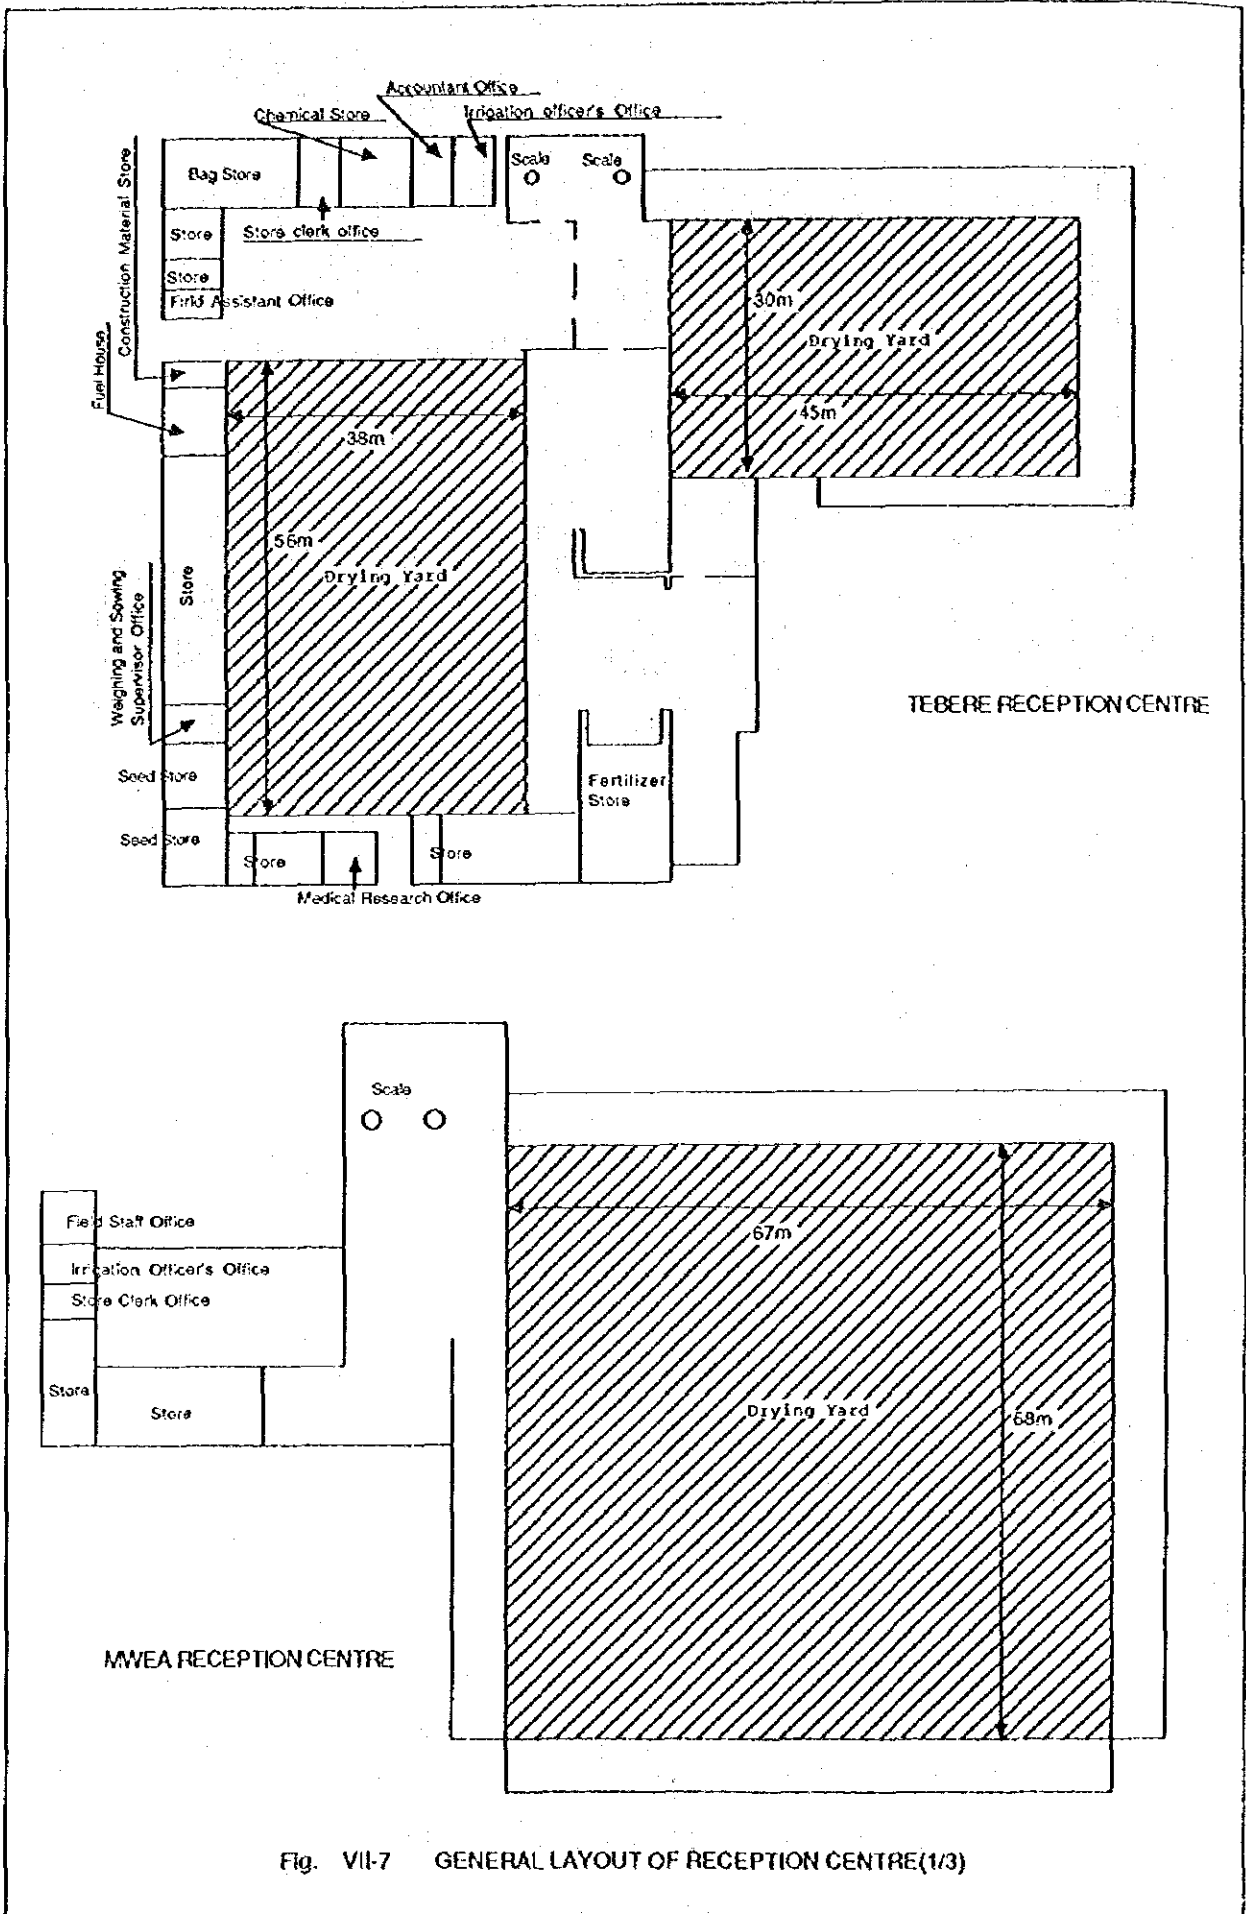 Accountant Office
Chemical Store
Irrigation officer's Office
Construction Material Store
Bag Store
Scale
Scale
Store
Store clerk office
Store
Field Assistant Office
30m
Drying Yard
45m
Fuel House
38m
56m
Drying Yard
Store
Weighing and Sowing
Supervisor Office
TEBERE RECEPTION CENTRE
Seed Store
Fertilizer
Store
Seed Store
Store
Store
Medical Research Office
Scale
Field Staff Office
67m
Irrigation Officer's Office
Store Clerk Office
Store
Store
Drying Yard
68m
MWEA RECEPTION CENTRE
Fig. VII-7 GENERAL LAYOUT OF RECEPTION CENTRE(1/3)